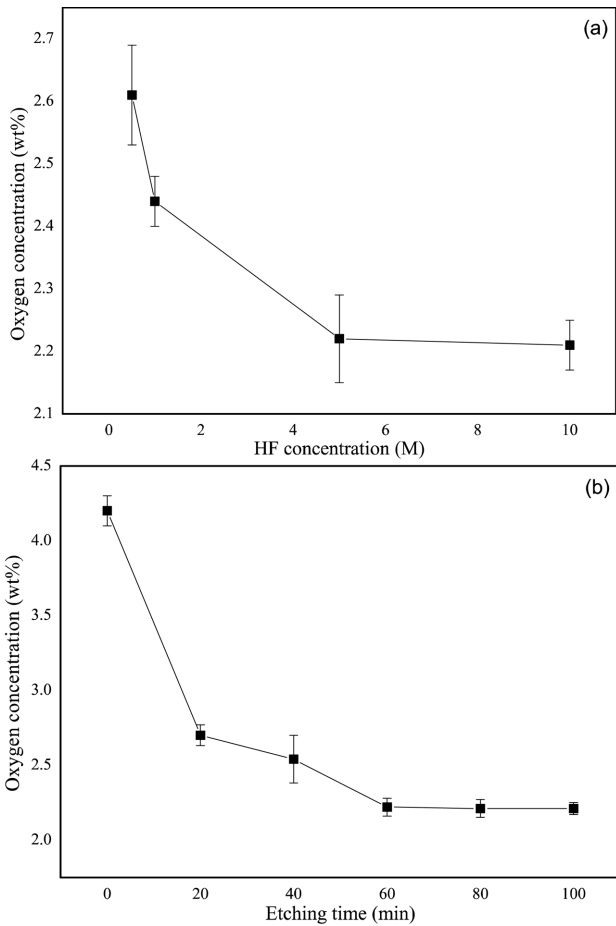 (a)
Oxygen concentration (wt%)
2.7
2.6
2.5
2.4
2.3
2.2
2.1
0 2 4 6 8 10
HF concentration (M)
(b)
Oxygen concentration (wt%)
4.5
4.0
3.5
3.0
2.5
2.0
0 20 40 60 80 100
Etching time (min)